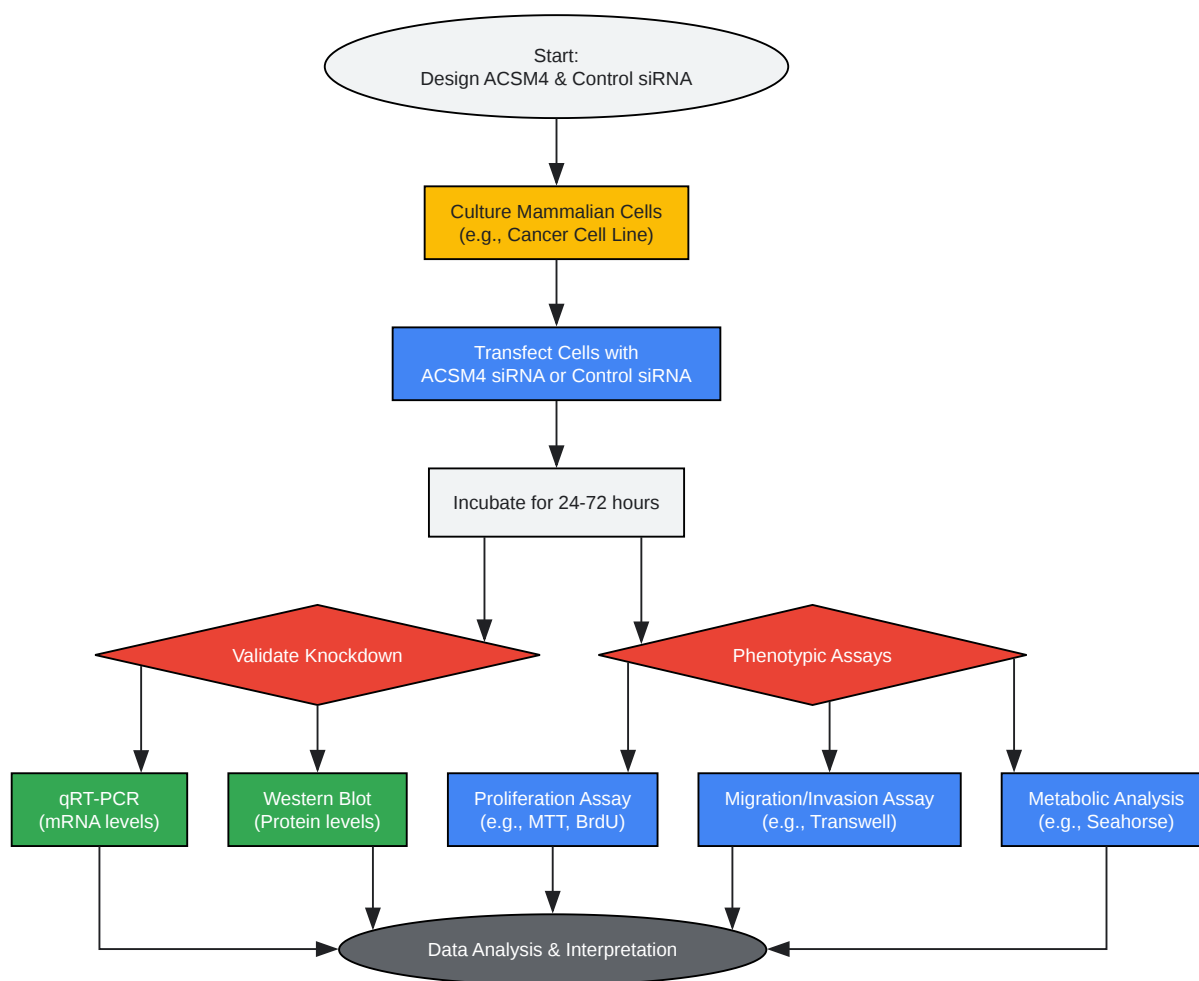 Start:
Design ACSM4 & Control siRNA
Culture Mammalian Cells
(e.g., Cancer Cell Line)
Transfect Cells with
ACSM4 siRNA or Control siRNA
Incubate for 24-72 hours
Validate Knockdown
Phenotypic Assays
qRT-PCR
(mRNA levels)
Western Blot
(Protein levels)
Proliferation Assay
(e.g., MTT, BrdU)
Migration/Invasion Assay
(e.g., Transwell)
Metabolic Analysis
(e.g., Seahorse)
Data Analysis & Interpretation